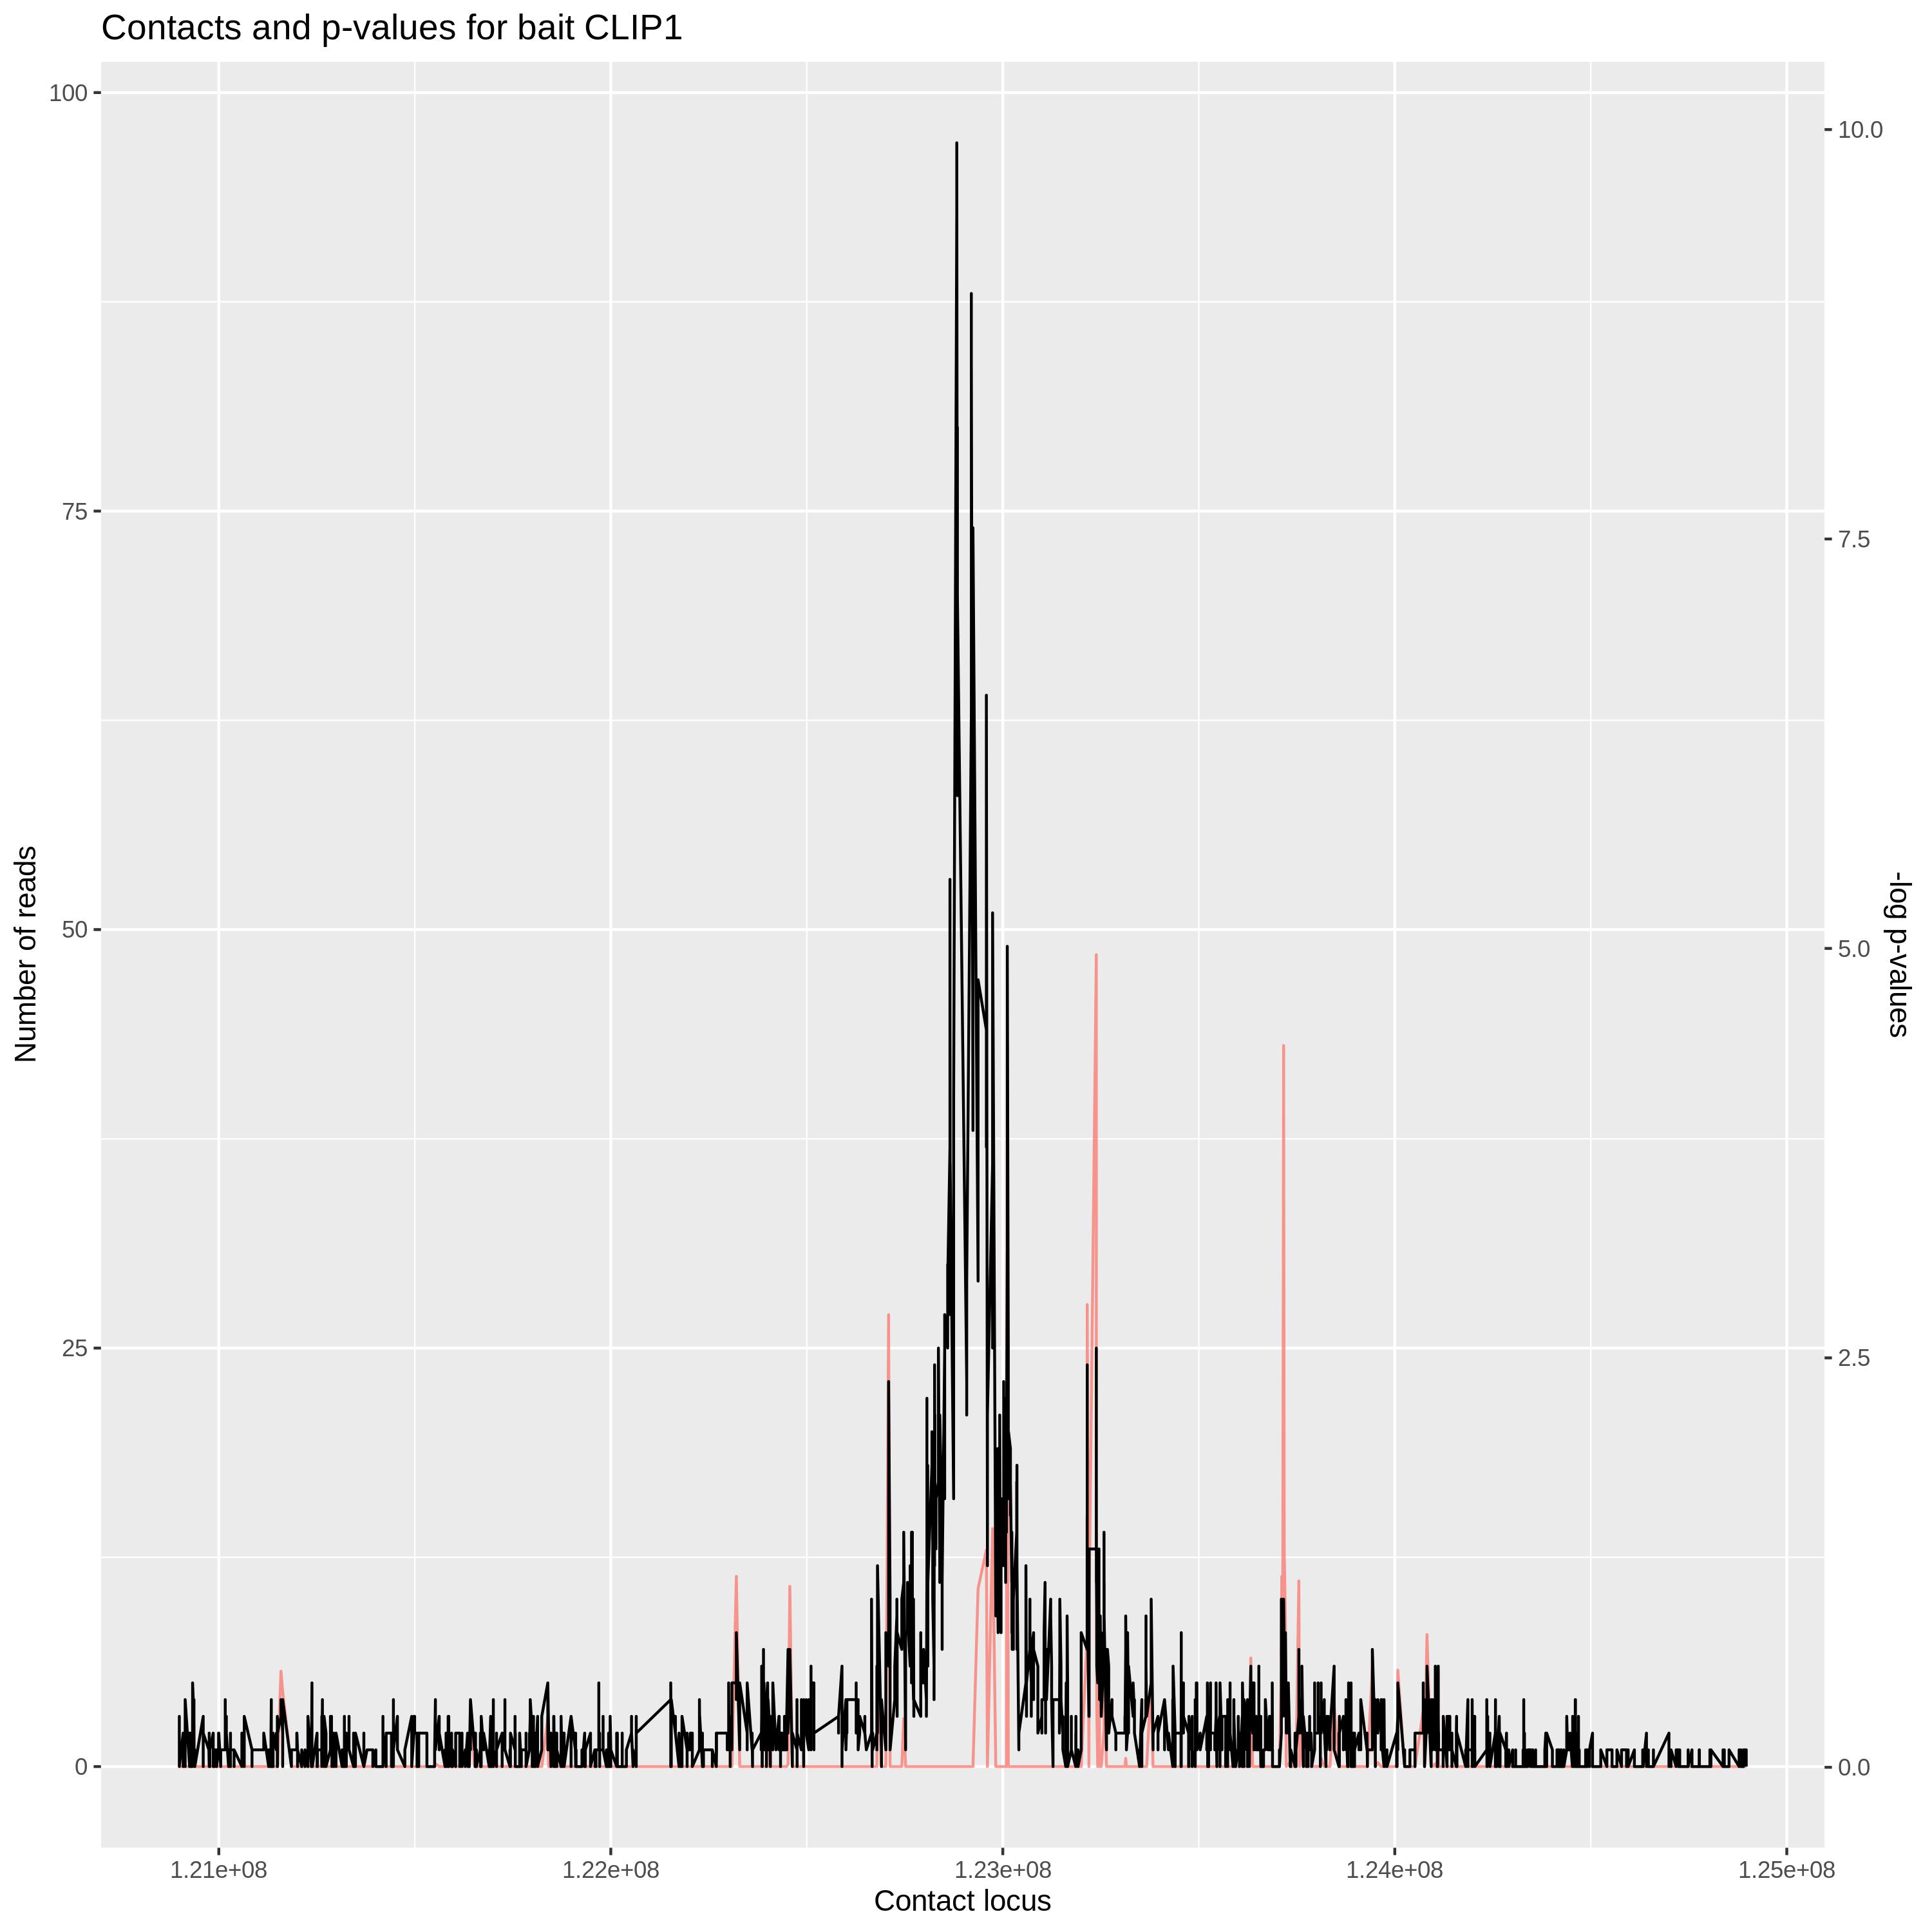 Contacts and p-values for bait CLIP1
100
75
50
25
0
Number of reads
10.0
7.5
5.0
2.5
0.0
-log p-values
1.21e+08
1.22e+08
1.23e+08
1.24e+08
1.25e+08
Contact locus